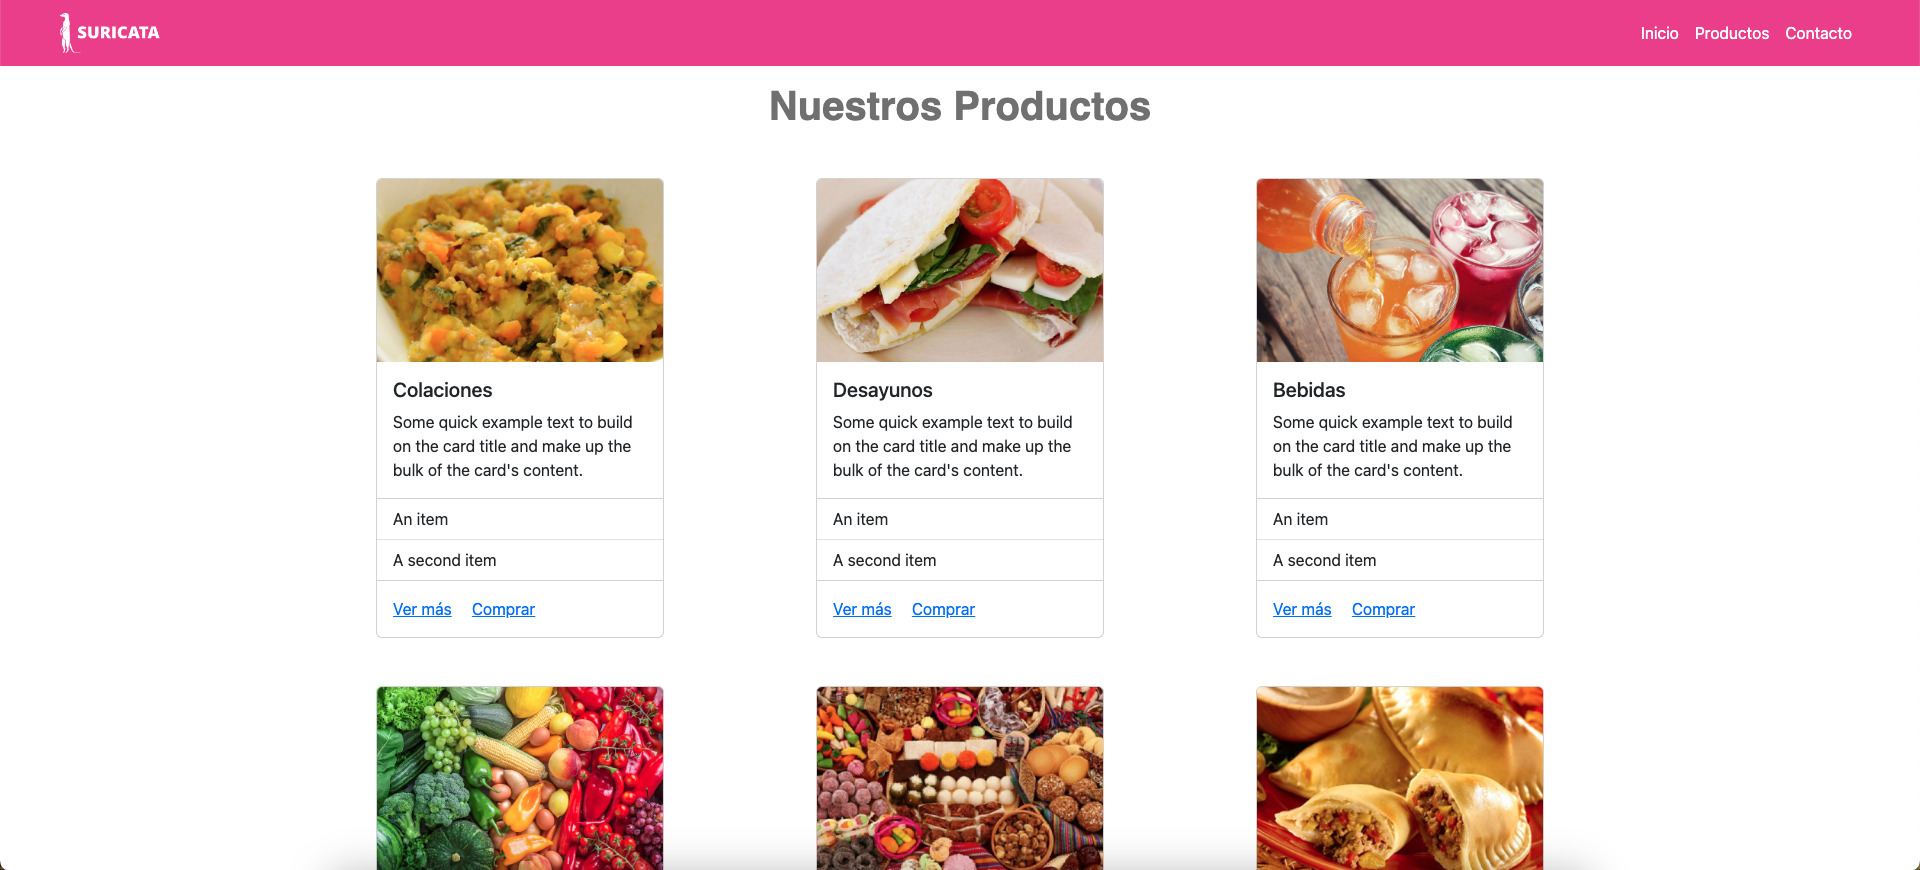 SURICATA
Inicio Productos Contacto
Nuestros Productos
Colaciones
Some quick example text to build
on the card title and make up the
bulk of the card's content.
An item
A second item
Ver más Comprar
Desayunos
Some quick example text to build
on the card title and make up the
bulk of the card's content.
An item
A second item
Ver más Comprar
Bebidas
Some quick example text to build
on the card title and make up the
bulk of the card's content.
An item
A second item
Ver más Comprar